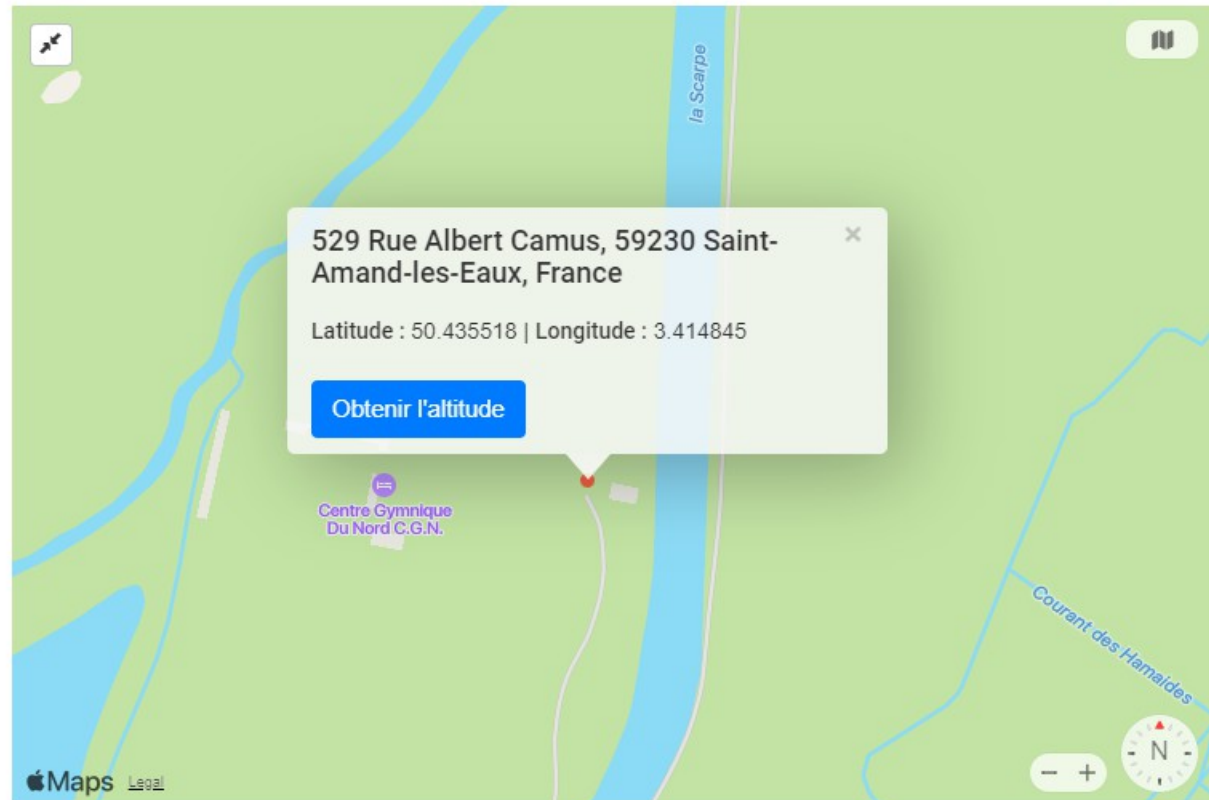 la Scarpe
529 Rue Albert Camus, 59230 Saint-
Amand-les-Eaux, France
×
Latitude : 50.435518 | Longitude : 3.414845
Obtenir l'altitude
Centre Gymnique
Du Nord C.G.N.
Courant des Hamaides
N
− +
Maps Legal